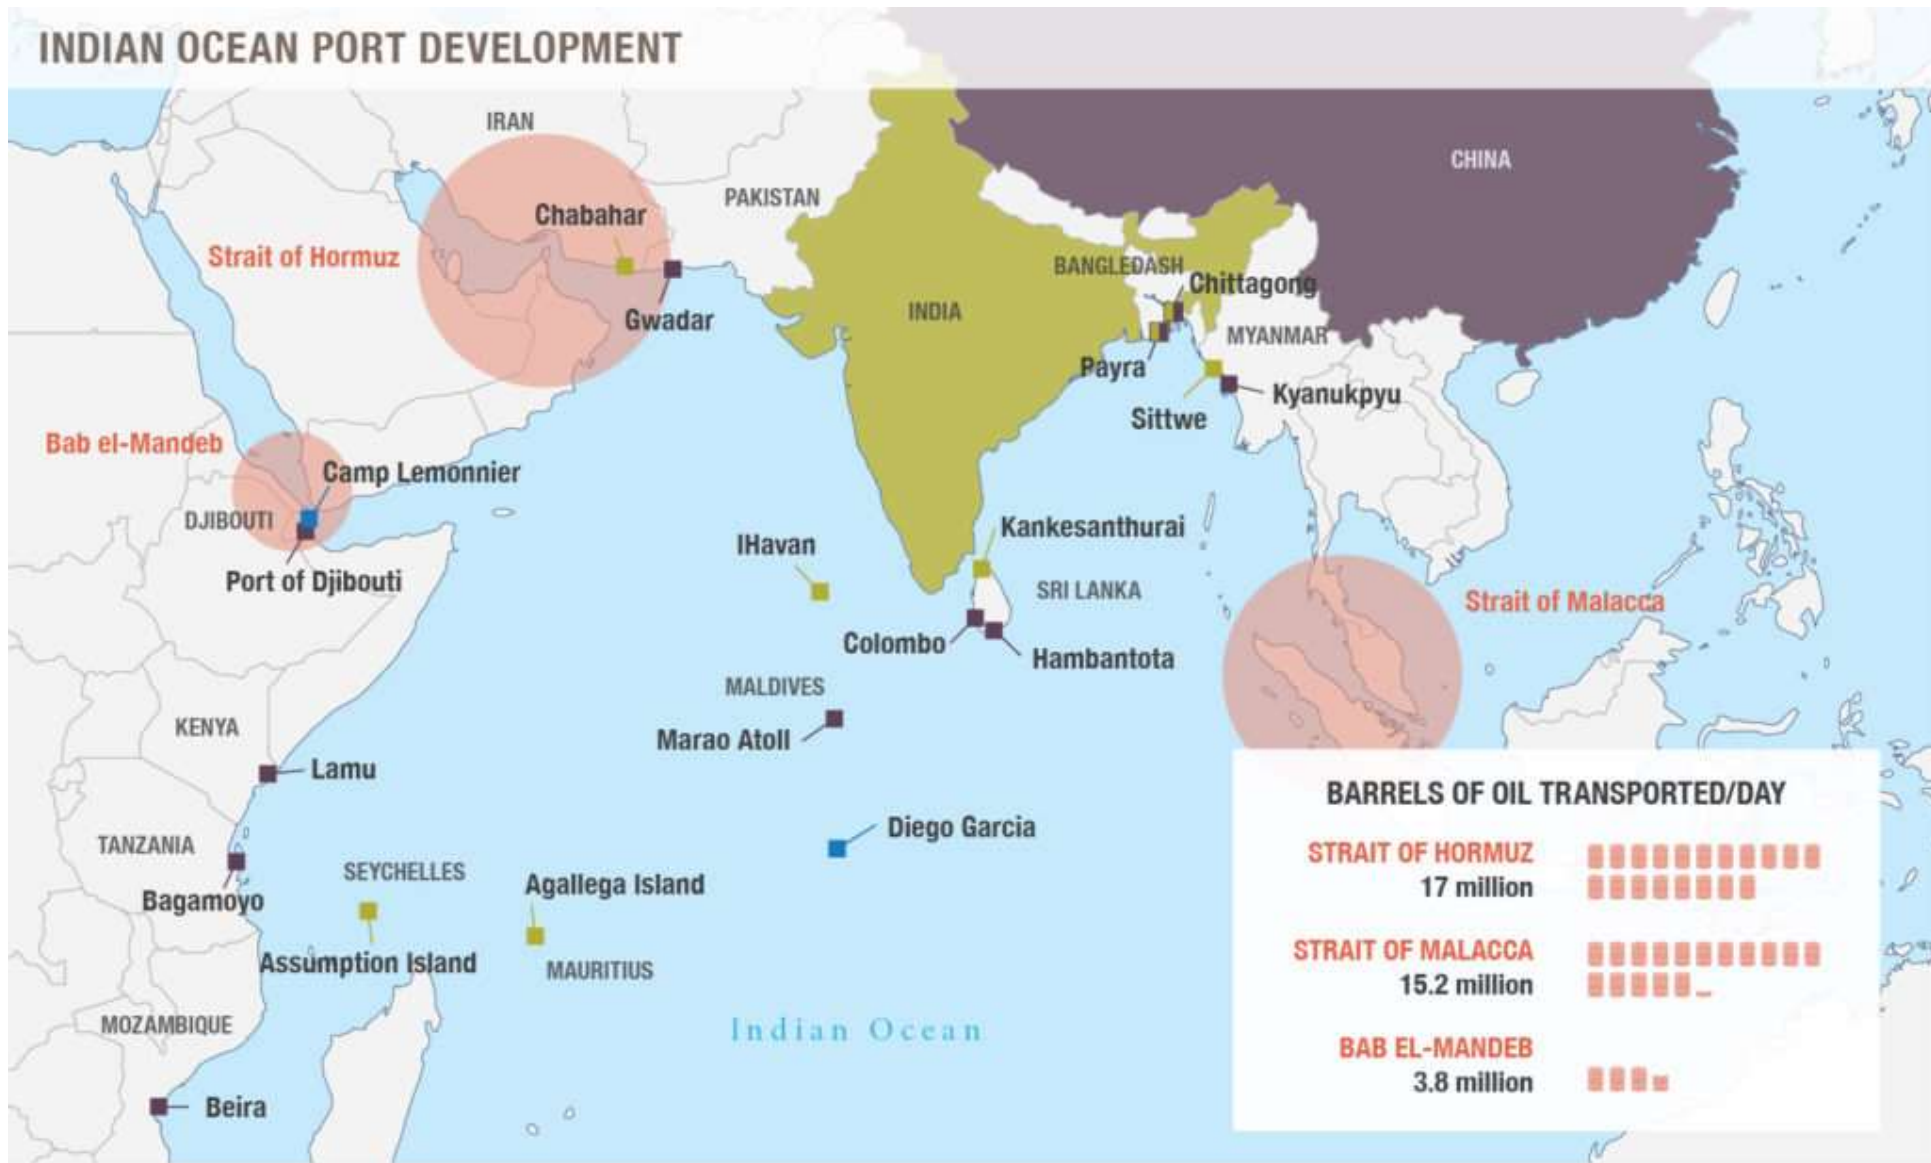 INDIAN OCEAN PORT DEVELOPMENT
IRAN
CHINA
PAKISTAN
Chabahar
Strait of Hormuz
BANGLEDASH
Chittagong
INDIA
Gwadar
MYANMAR
Payra
Kyanukpyu
Sittwe
Bab el-Mandeb
Camp Lemonnier
DJIBOUTI
Kankesanthurai
IHavan
Port of Djibouti
SRI LANKA
Strait of Malacca
Colombo
Hambantota
MALDIVES
KENYA
Marao Atoll
Lamu
Diego Garcia
TANZANIA
SEYCHELLES
Agallega Island
Bagamoyo
Assumption Island
MAURITIUS
MOZAMBIQUE
Indian Ocean
Beira
BARRELS OF OIL TRANSPORTED/DAY
STRAIT OF HORMUZ
17 million
STRAIT OF MALACCA
15.2 million
BAB EL-MANDEB
3.8 million